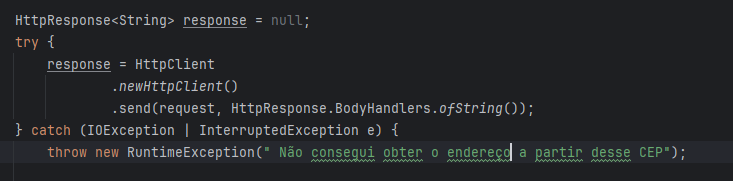 HttpResponse<String> response = null;
try {
response = HttpClient
.newHttpClient()
.send(request, HttpResponse.BodyHandlers.ofString());
} catch (IOException | InterruptedException e) {
throw new RuntimeException(" Não consegui obter o endereço a partir desse CEP");